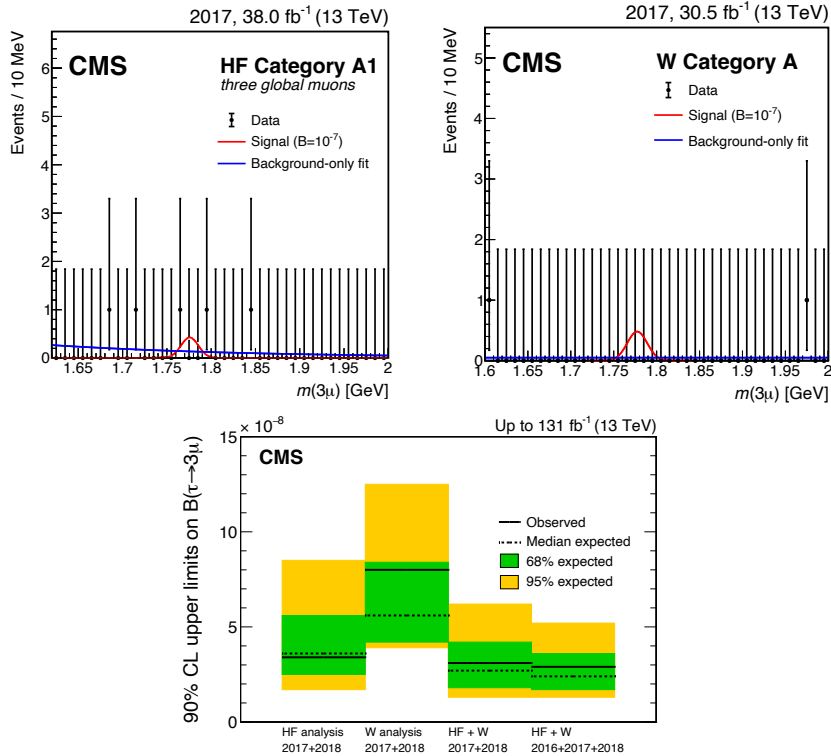 2017, 38.0 fb⁻¹ (13 TeV)
CMS
HF Category A1
three global muons
Data
Signal (B=10⁻⁷)
Background-only fit
Events / 10 MeV
6
5
4
3
2
1
0
1.65 1.7 1.75 1.8 1.85 1.9 1.95 2
m(3μ) [GeV]
2017, 30.5 fb⁻¹ (13 TeV)
CMS
W Category A
Data
Signal (B=10⁻⁷)
Background-only fit
Events / 10 MeV
5
4
3
2
1
0
1.6 1.65 1.7 1.75 1.8 1.85 1.9 1.95 2
m(3μ) [GeV]
× 10⁻⁸
Up to 131 fb⁻¹ (13 TeV)
CMS
90% CL upper limits on B(τ→3μ)
15
10
5
0
Observed
Median expected
68% expected
95% expected
HF analysis
2017+2018
W analysis
2017+2018
HF + W
2017+2018
HF + W
2016+2017+2018